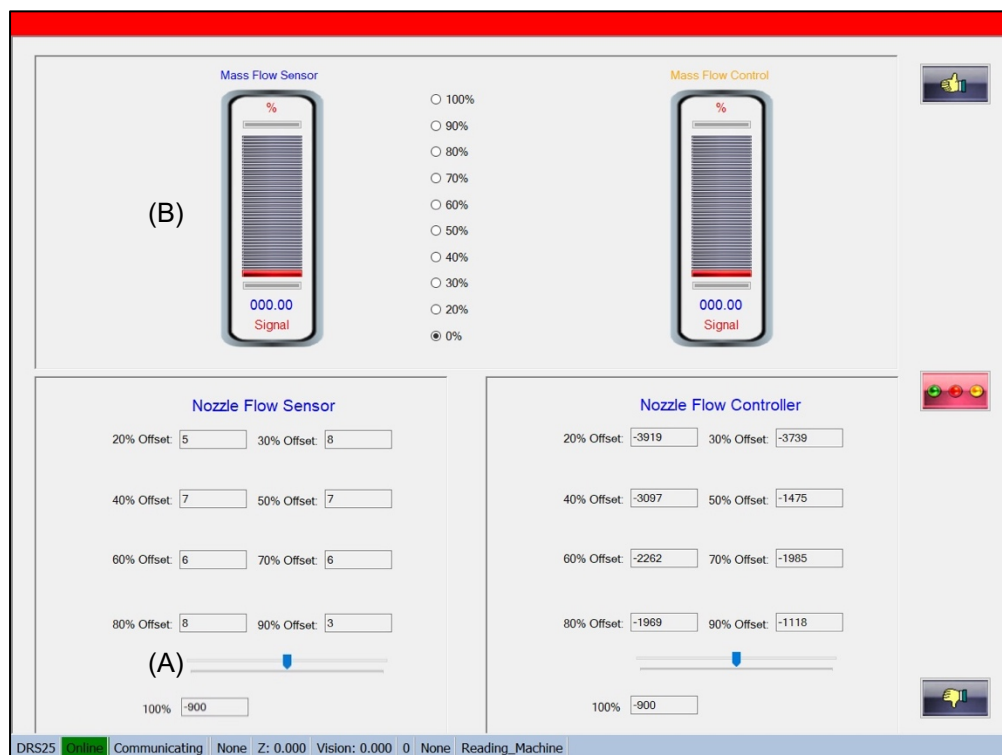 Mass Flow Sensor
Mass Flow Control
%
000.00
Signal
(B)
100%
90%
80%
70%
60%
50%
40%
30%
20%
0%
%
000.00
Signal
Nozzle Flow Sensor
20% Offset: 5 30% Offset: 8
40% Offset: 7 50% Offset: 7
60% Offset: 6 70% Offset: 6
80% Offset: 8 90% Offset: 3
(A)
100% -900
Nozzle Flow Controller
20% Offset: -3919 30% Offset: -3739
40% Offset: -3097 50% Offset: -1475
60% Offset: -2262 70% Offset: -1985
80% Offset: -1969 90% Offset: -1118
100% -900
DRS25 Online Communicating None Z: 0.000 Vision: 0.000 0 None Reading_Machine